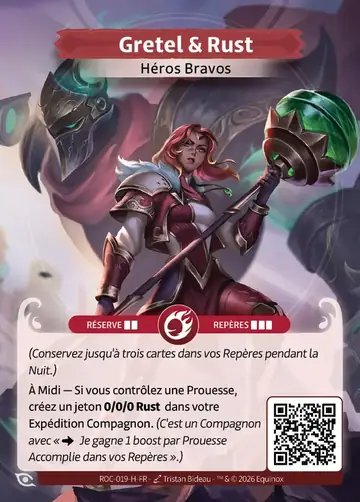 Gretel & Rust
Héros Bravos
RÉSERVE
REPÈRES
(Conservez jusqu'à trois cartes dans vos Repères pendant la
Nuit.)
À Midi — Si vous contrôlez une Prouesse,
créez un jeton 0/0/0 Rust dans votre
Expédition Compagnon. (C'est un Compagnon
avec « ➔ Je gagne 1 boost par Prouesse
Accomplie dans vos Repères ».)
ROC-019-H-FR - Tristan Bideau - ™ & © 2026 Equinox